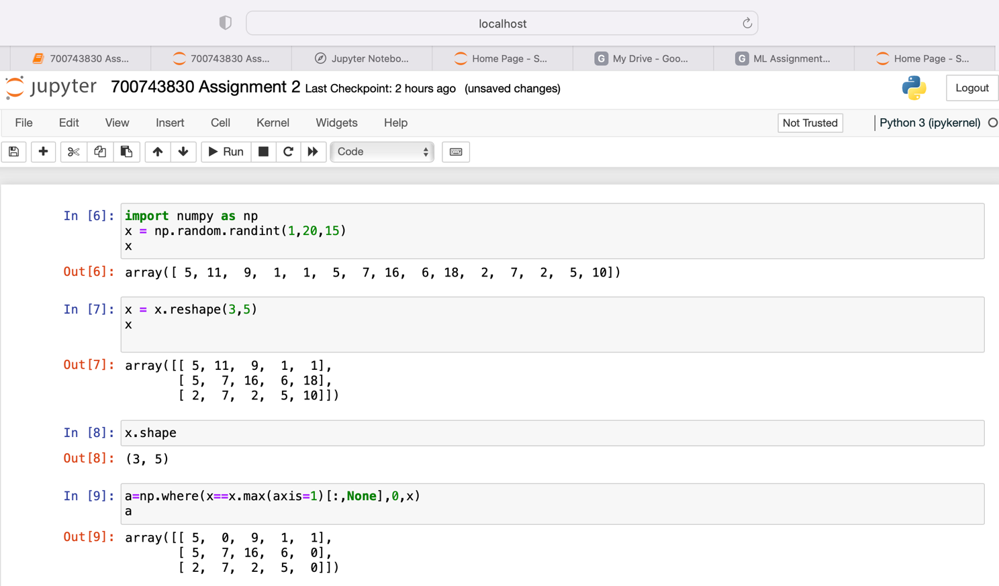 localhost
700743830 Ass... 700743830 Ass... Jupyter Notebo... Home Page - S... G My Drive - Goo... G ML Assignment... Home Page - S...
jupyter 700743830 Assignment 2 Last Checkpoint: 2 hours ago (unsaved changes) Logout
File Edit View Insert Cell Kernel Widgets Help Not Trusted Python 3 (ipykernel)
Run Code
In [6]: import numpy as np
x = np.random.randint(1,20,15)
x
Out[6]: array([ 5, 11,  9,  1,  1,  5,  7, 16,  6, 18,  2,  7,  2,  5, 10])
In [7]: x = x.reshape(3,5)
x
Out[7]: array([[ 5, 11,  9,  1,  1],
[ 5,  7, 16,  6, 18],
[ 2,  7,  2,  5, 10]])
In [8]: x.shape
Out[8]: (3, 5)
In [9]: a=np.where(x==x.max(axis=1)[:,None],0,x)
a
Out[9]: array([[ 5,  0,  9,  1,  1],
[ 5,  7, 16,  6,  0],
[ 2,  7,  2,  5,  0]])